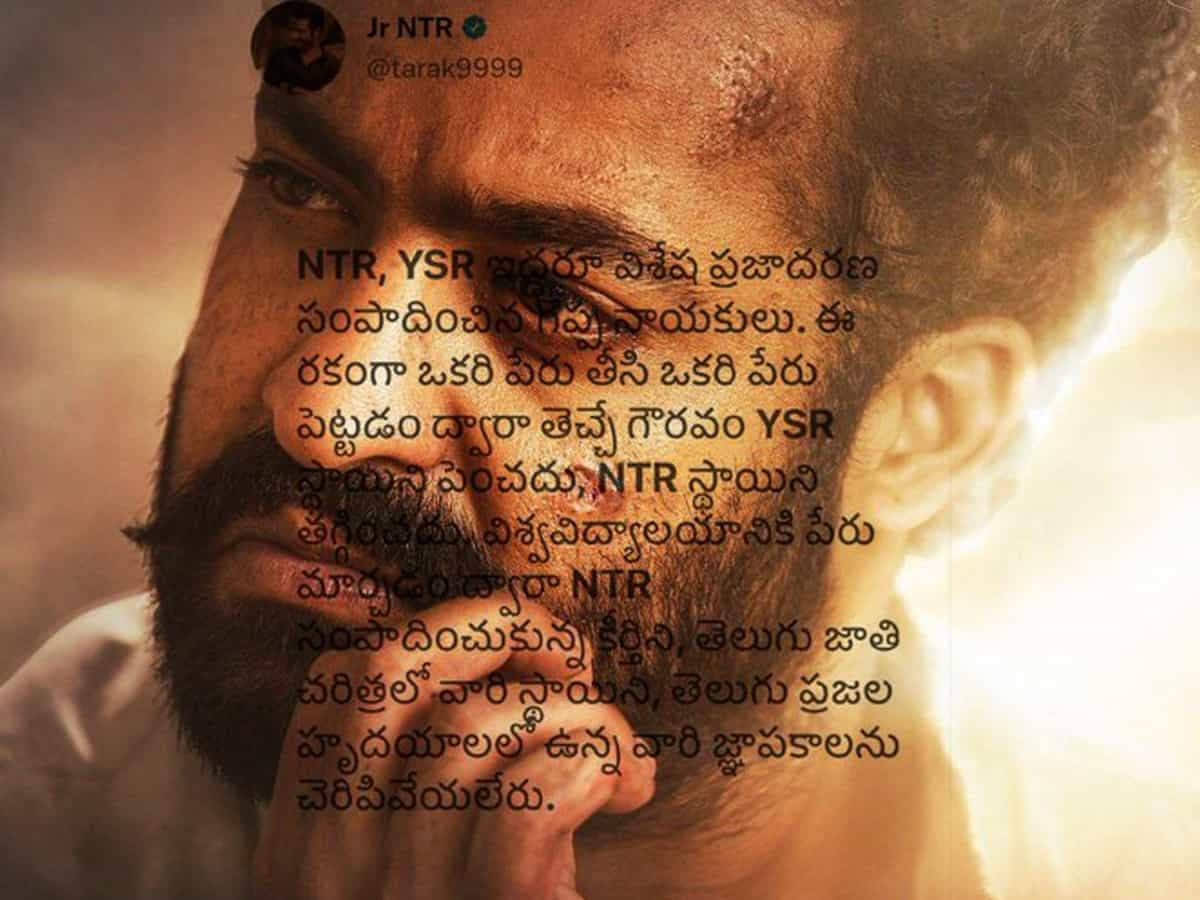 Jr NTR
@tarak9999
NTR, YSR ఇద్దరూ విశేష ప్రజాదరణ
సంపాదించిన గొప్ప నాయకులు. ఈ
రకంగా ఒకరి పేరు తీసి ఒకరి పేరు
పెట్టడం ద్వారా తెచ్చే గౌరవం YSR
స్థాయిని పెంచదు, NTR స్థాయిని
తగ్గించదు. విశ్వవిద్యాలయానికి పేరు
మార్చడం ద్వారా NTR
సంపాదించుకున్న కీర్తిని, తెలుగు జాతి
చరిత్రలో వారి స్థాయిని, తెలుగు ప్రజల
హృదయాలలో ఉన్న వారి జ్ఞాపకాలను
చెరిపివేయలేరు.